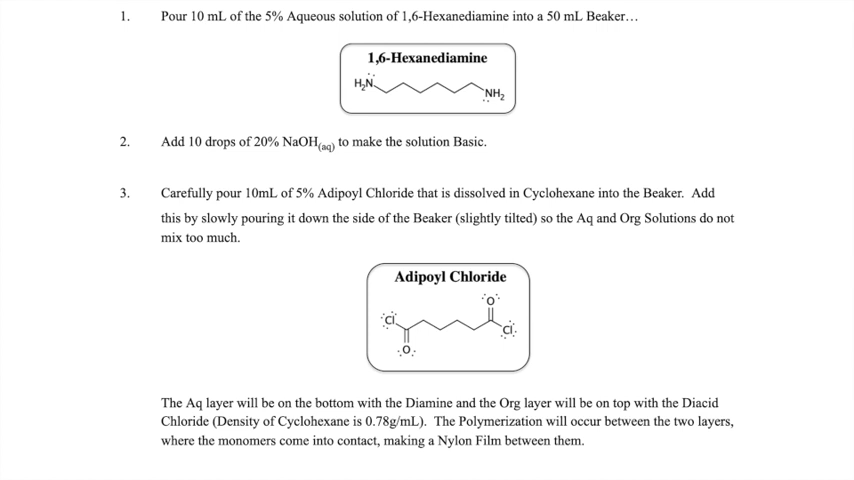 1. Pour 10 mL of the 5% Aqueous solution of 1,6-Hexanediamine into a 50 mL Beaker…
1,6-Hexanediamine
H₂N
NH₂
2. Add 10 drops of 20% NaOH(aq) to make the solution Basic.
3. Carefully pour 10mL of 5% Adipoyl Chloride that is dissolved in Cyclohexane into the Beaker. Add
this by slowly pouring it down the side of the Beaker (slightly tilted) so the Aq and Org Solutions do not
mix too much.
Adipoyl Chloride
O
Cl
Cl
O
The Aq layer will be on the bottom with the Diamine and the Org layer will be on top with the Diacid
Chloride (Density of Cyclohexane is 0.78g/mL). The Polymerization will occur between the two layers,
where the monomers come into contact, making a Nylon Film between them.